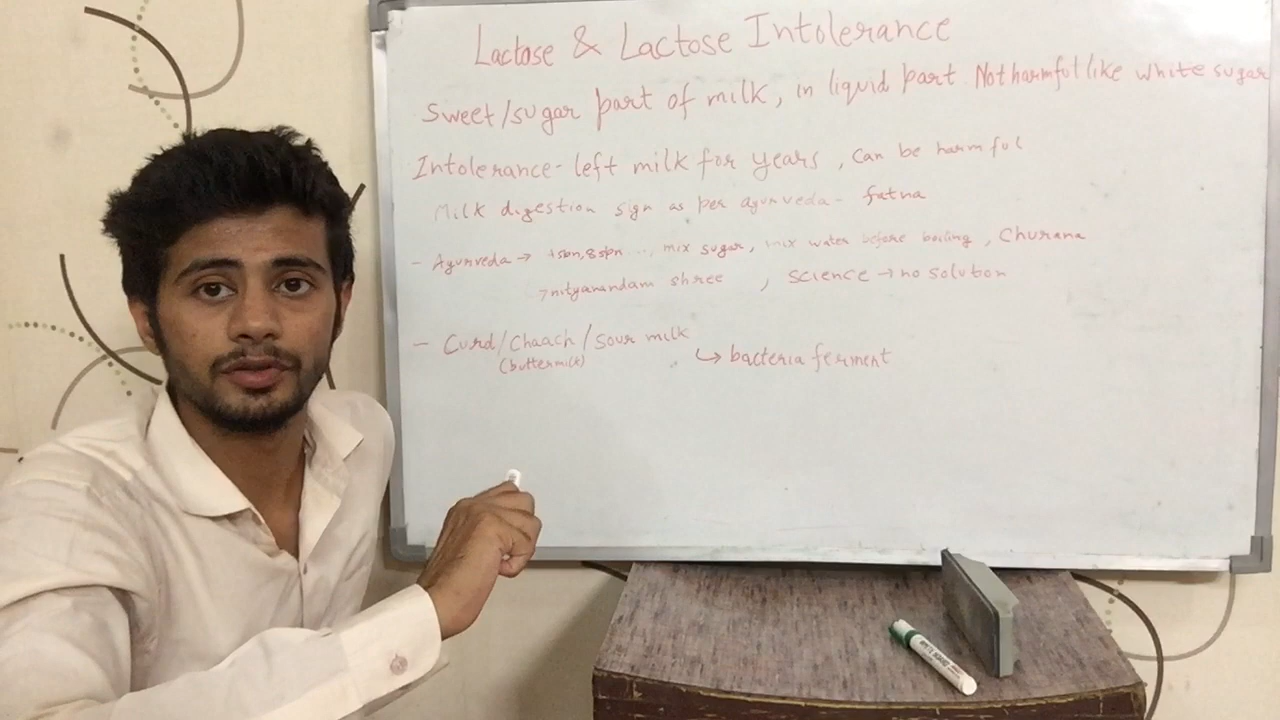 Lactose & Lactose Intolerance
Sweet/sugar part of milk, in liquid part. Not harmful like white sugar
Intolerance- left milk for years, can be harmful
Milk digestion sign as per ayurveda- fatna
- Ayurveda → 1spn, 8spn ..., mix sugar, mix water before boiling, Churana
→ nityanandam shree , Science → no solution
- Curd/Chaach/Sour milk
(buttermilk)
↳ bacteria ferment